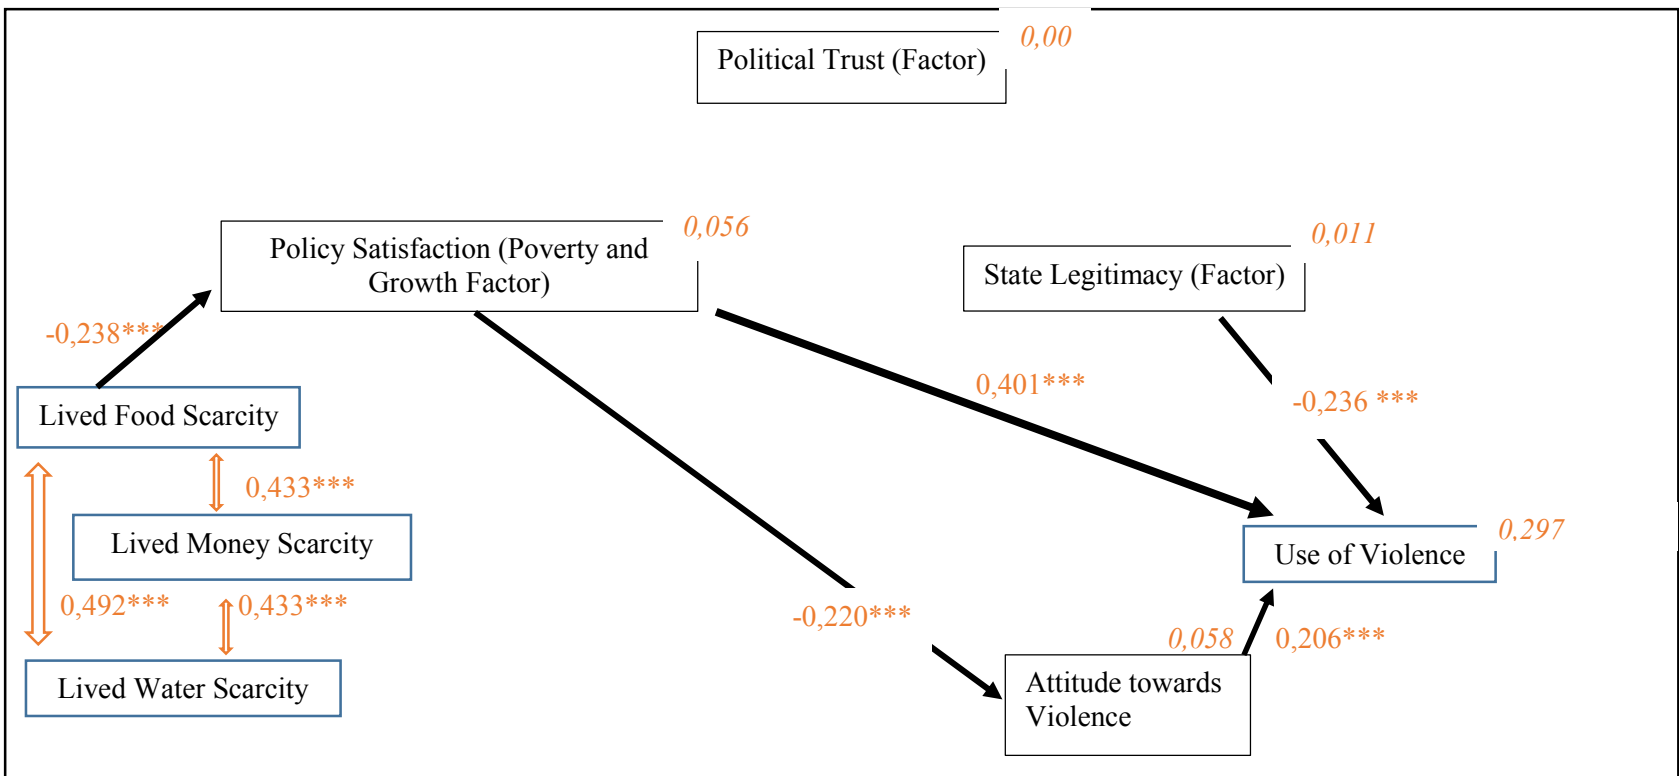 0,00
Political Trust (Factor)
0,056
Policy Satisfaction (Poverty and
Growth Factor)
0,011
State Legitimacy (Factor)
-0,238***
0,401***
-0,236 ***
Lived Food Scarcity
0,433***
Lived Money Scarcity
0,297
Use of Violence
0,492***
0,433***
-0,220***
0,058
0,206***
Lived Water Scarcity
Attitude towards
Violence